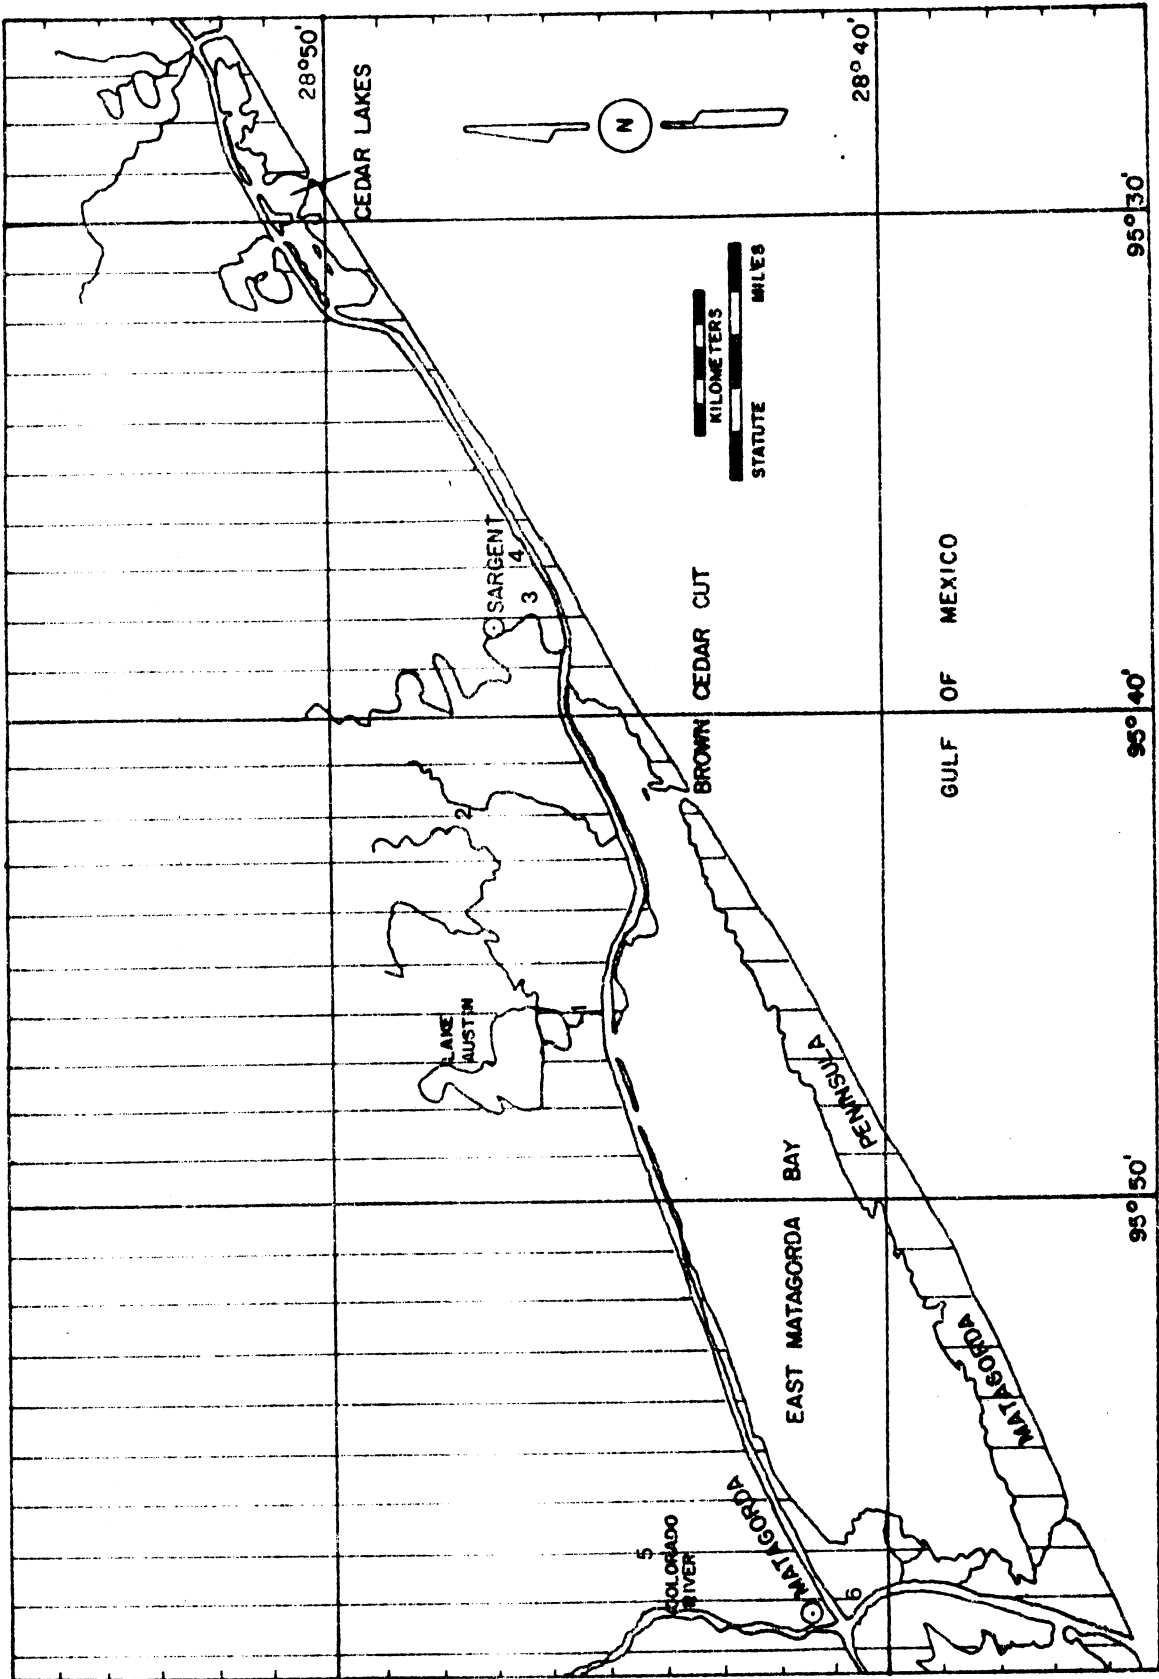 28°50'
28°40'
CEDAR LAKES
N
95°30'
KILOMETERS
STATUTE MILES
SARGENT
4
3
BROWN CEDAR CUT
GULF OF MEXICO
95°40'
2
LAKE
AUSTIN
1
PENINSULA
EAST MATAGORDA BAY
95°50'
MATAGORDA
MATAGORDA
5
COLORADO
RIVER
MATAGORDA
6